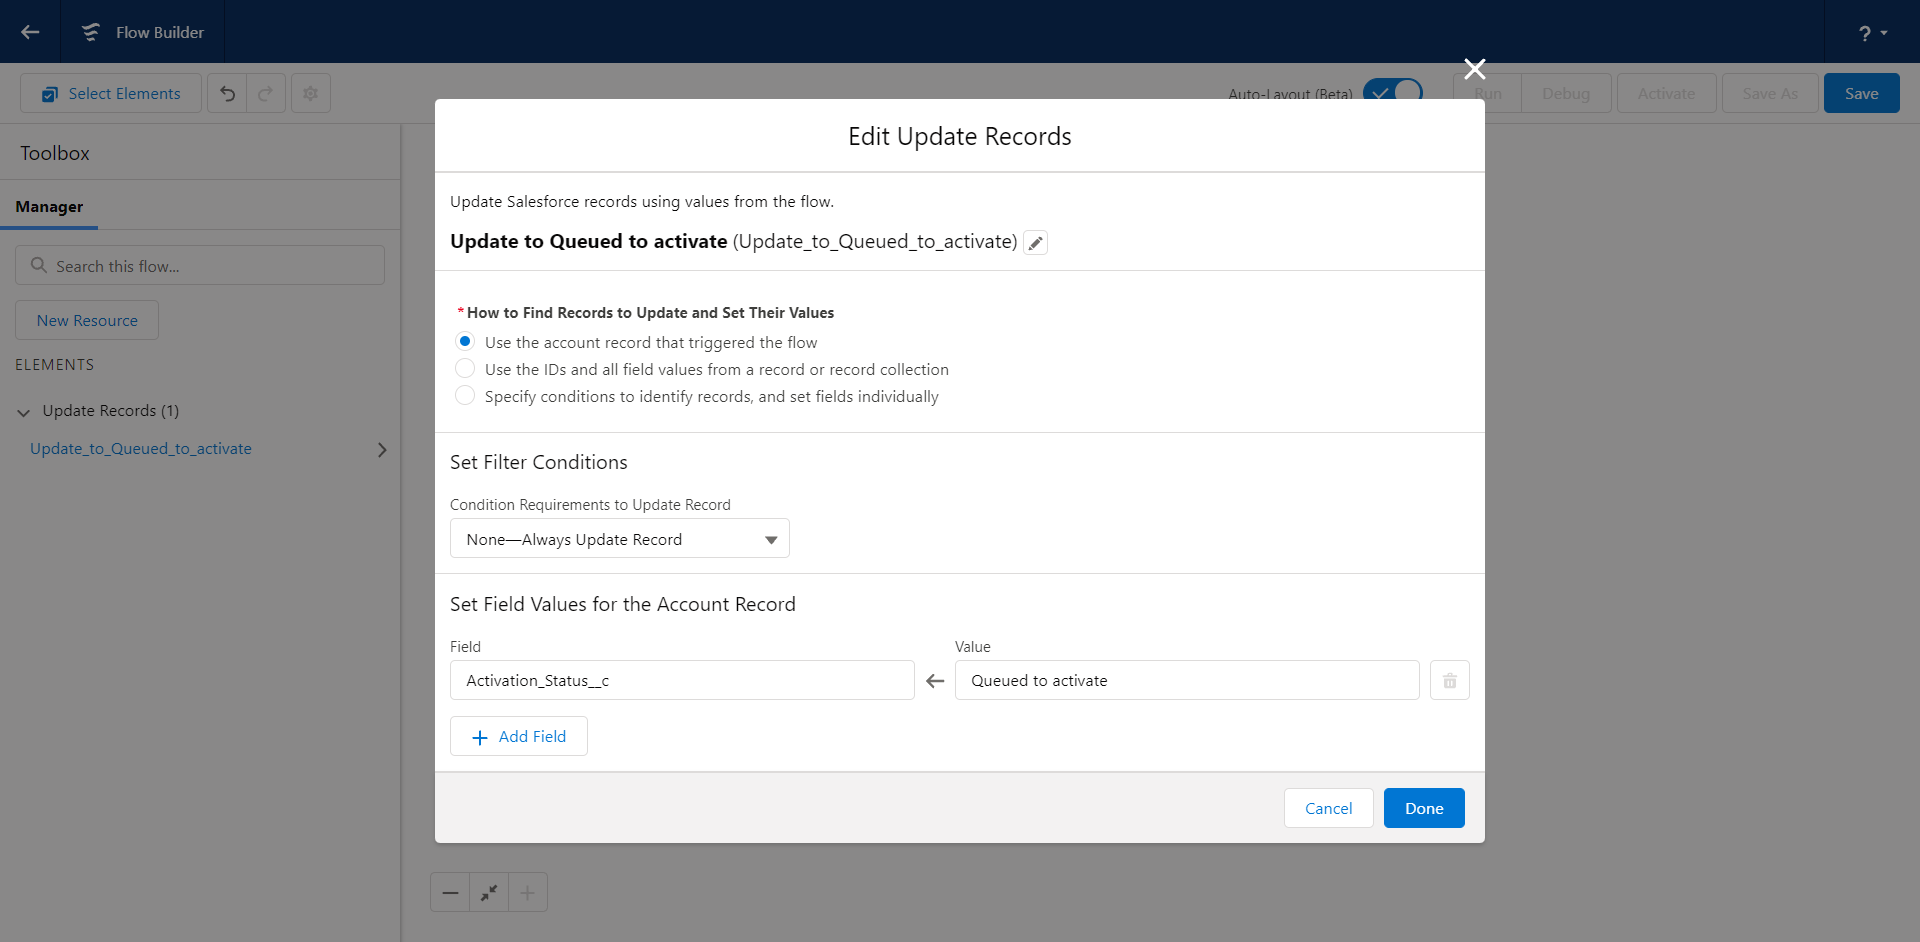 Flow Builder
?
Select Elements
Auto-Layout (Beta)
Run
Debug
Activate
Save As
Save
Toolbox
Manager
Search this flow...
New Resource
ELEMENTS
Update Records (1)
Update_to_Queued_to_activate
Edit Update Records
Update Salesforce records using values from the flow.
Update to Queued to activate (Update_to_Queued_to_activate)
*How to Find Records to Update and Set Their Values
Use the account record that triggered the flow
Use the IDs and all field values from a record or record collection
Specify conditions to identify records, and set fields individually
Set Filter Conditions
Condition Requirements to Update Record
None—Always Update Record
Set Field Values for the Account Record
Field
Value
Activation_Status__c
Queued to activate
Add Field
Cancel
Done